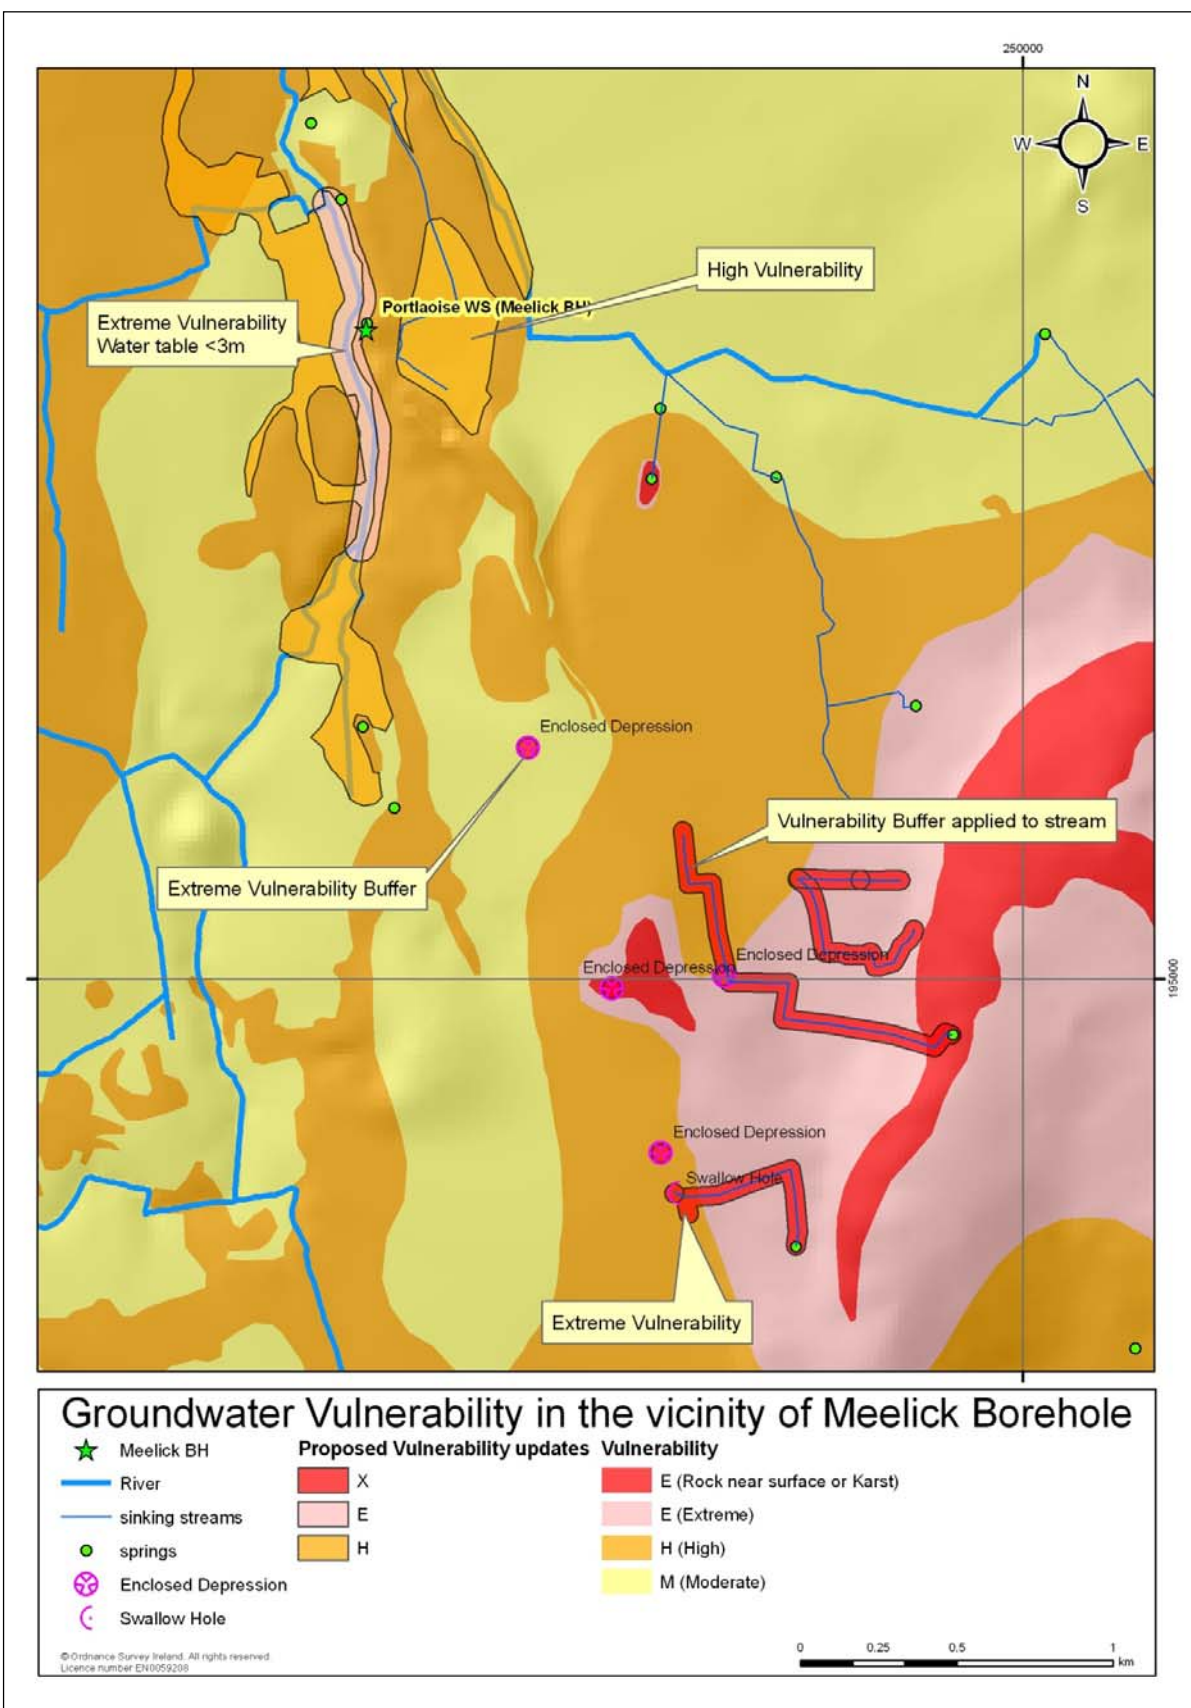 250000
N
W E
S
High Vulnerability
Portlaoise WS (Meelick BH)
Extreme Vulnerability
Water table <3m
Enclosed Depression
Vulnerability Buffer applied to stream
Extreme Vulnerability Buffer
Enclosed Depression
Enclosed Depression
195000
Enclosed Depression
Swallow Hole
Extreme Vulnerability
Groundwater Vulnerability in the vicinity of Meelick Borehole
Meelick BH
River
sinking streams
springs
Enclosed Depression
Swallow Hole
Proposed Vulnerability updates
X
E
H
Vulnerability
E (Rock near surface or Karst)
E (Extreme)
H (High)
M (Moderate)
© Ordnance Survey Ireland. All rights reserved
Licence number EN0059208
0 0.25 0.5 1
km